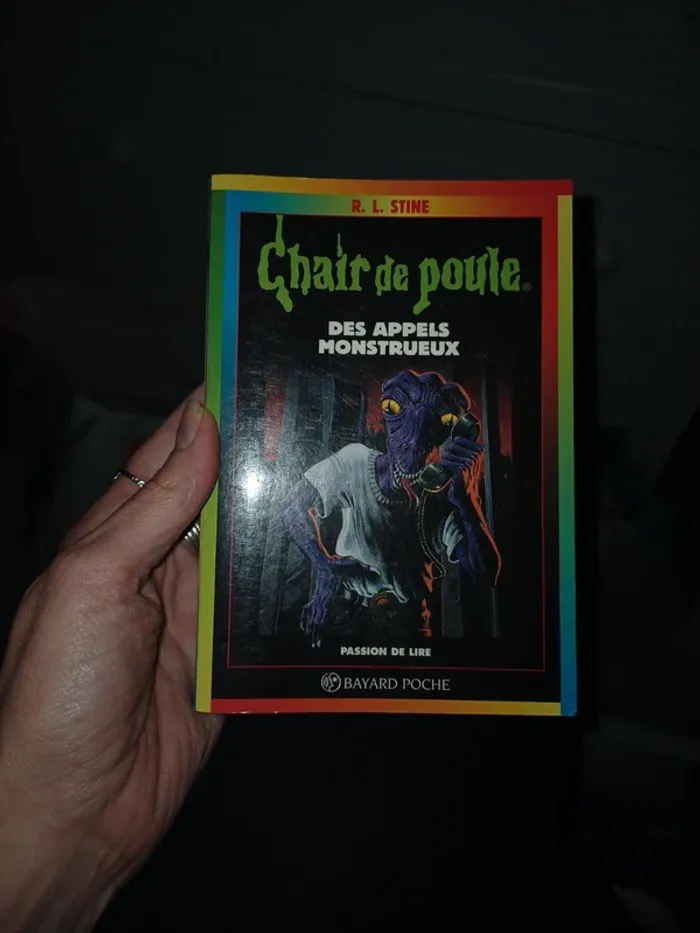 R. L. STINE
Chair de poule®
DES APPELS
MONSTRUEUX
PASSION DE LIRE
BAYARD POCHE